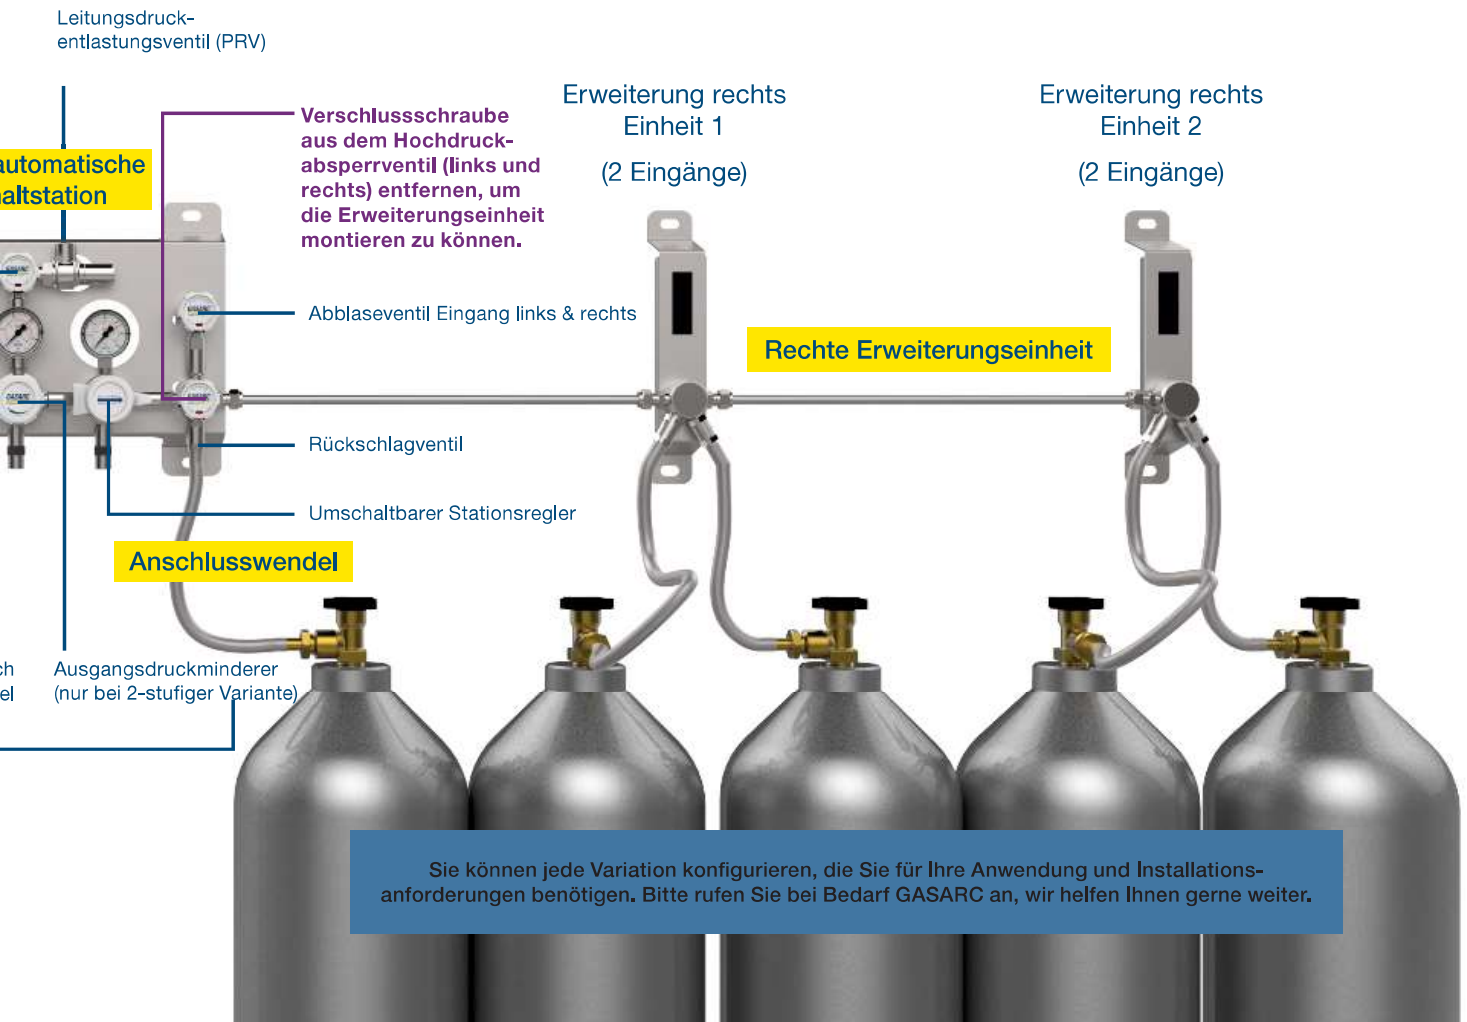 Leitungsdruck-
entlastungsventil (PRV)
Erweiterung rechts
Einheit 1
(2 Eingänge)
Erweiterung rechts
Einheit 2
(2 Eingänge)
Verschlussschraube
aus dem Hochdruck-
absperrventil (links und
rechts) entfernen, um
die Erweiterungseinheit
montieren zu können.
automatische
altstation
Abblaseventil Eingang links & rechts
Rechte Erweiterungseinheit
GASARC
Rückschlagventil
Umschaltbarer Stationsregler
Anschlusswendel
ch
el
Ausgangsdruckminderer
(nur bei 2-stufiger Variante)
Sie können jede Variation konfigurieren, die Sie für Ihre Anwendung und Installations-
anforderungen benötigen. Bitte rufen Sie bei Bedarf GASARC an, wir helfen Ihnen gerne weiter.